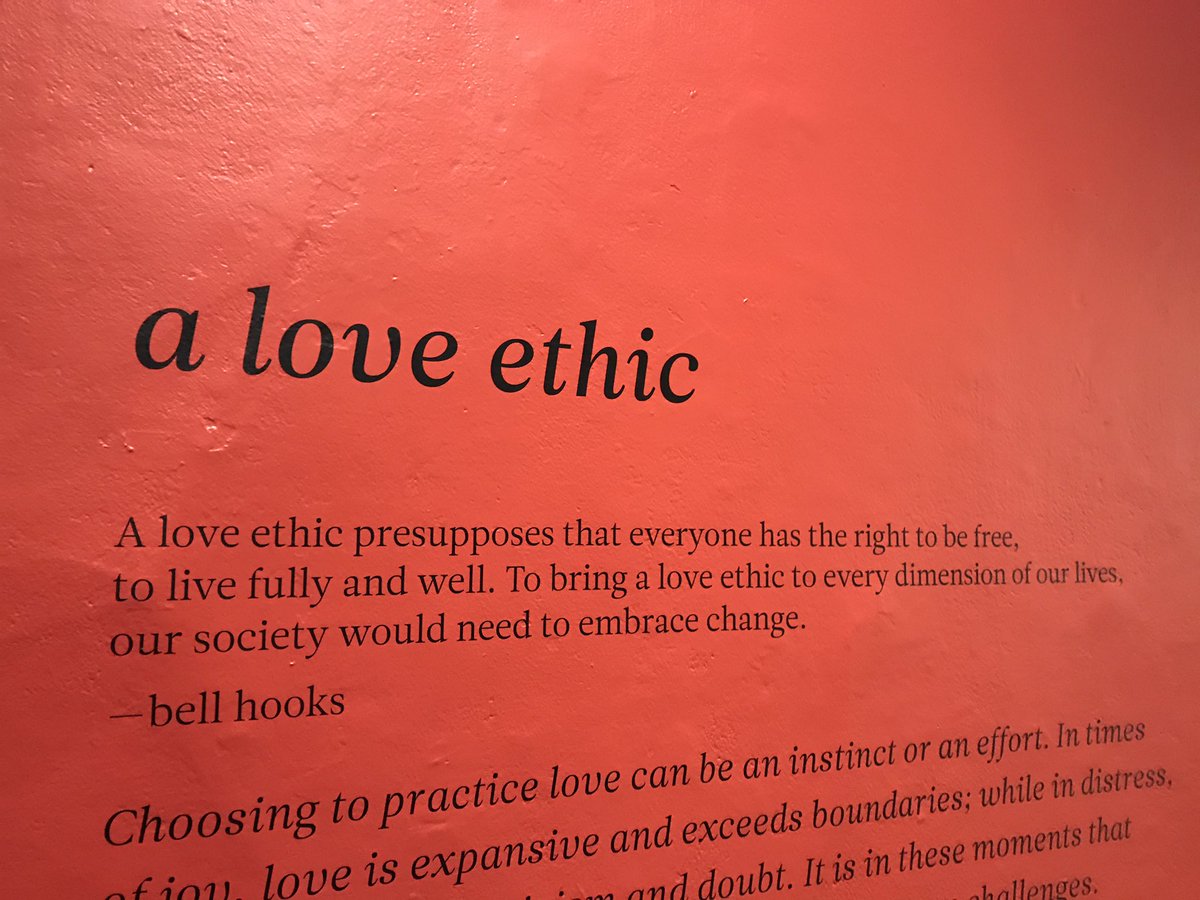 a love ethic
A love ethic presupposes that everyone has the right to be free,
to live fully and well. To bring a love ethic to every dimension of our lives,
our society would need to embrace change.
—bell hooks
Choosing to practice love can be an instinct or an effort. In times
of joy, love is expansive and exceeds boundaries; while in distress,
and doubt. It is in these moments that
challenges.